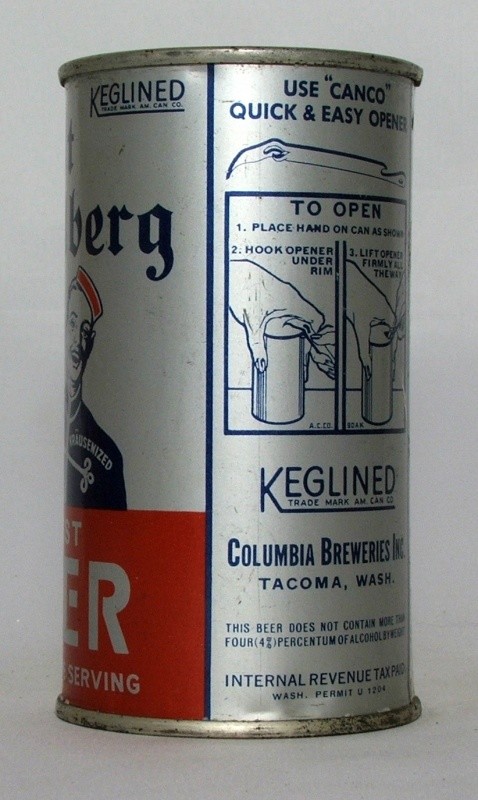 KEGLINED
TRADE MARK AM. CAN CO.
t
berg
KRAUSENIZED
ST
ER
SERVING
USE "CANCO"
QUICK & EASY OPENER
TO OPEN
1. PLACE HAND ON CAN AS SHOWN
2. HOOK OPENER
UNDER
RIM
3. LIFT OPENER
FIRMLY ALL
THE WAY
A.C.CO.
80AK
KEGLINED
TRADE MARK AM. CAN CO.
COLUMBIA BREWERIES INC.
TACOMA, WASH.
THIS BEER DOES NOT CONTAIN MORE THAN
FOUR (4%) PERCENTUM OF ALCOHOL BY WEIGHT
INTERNAL REVENUE TAX PAID
WASH. PERMIT U 1204